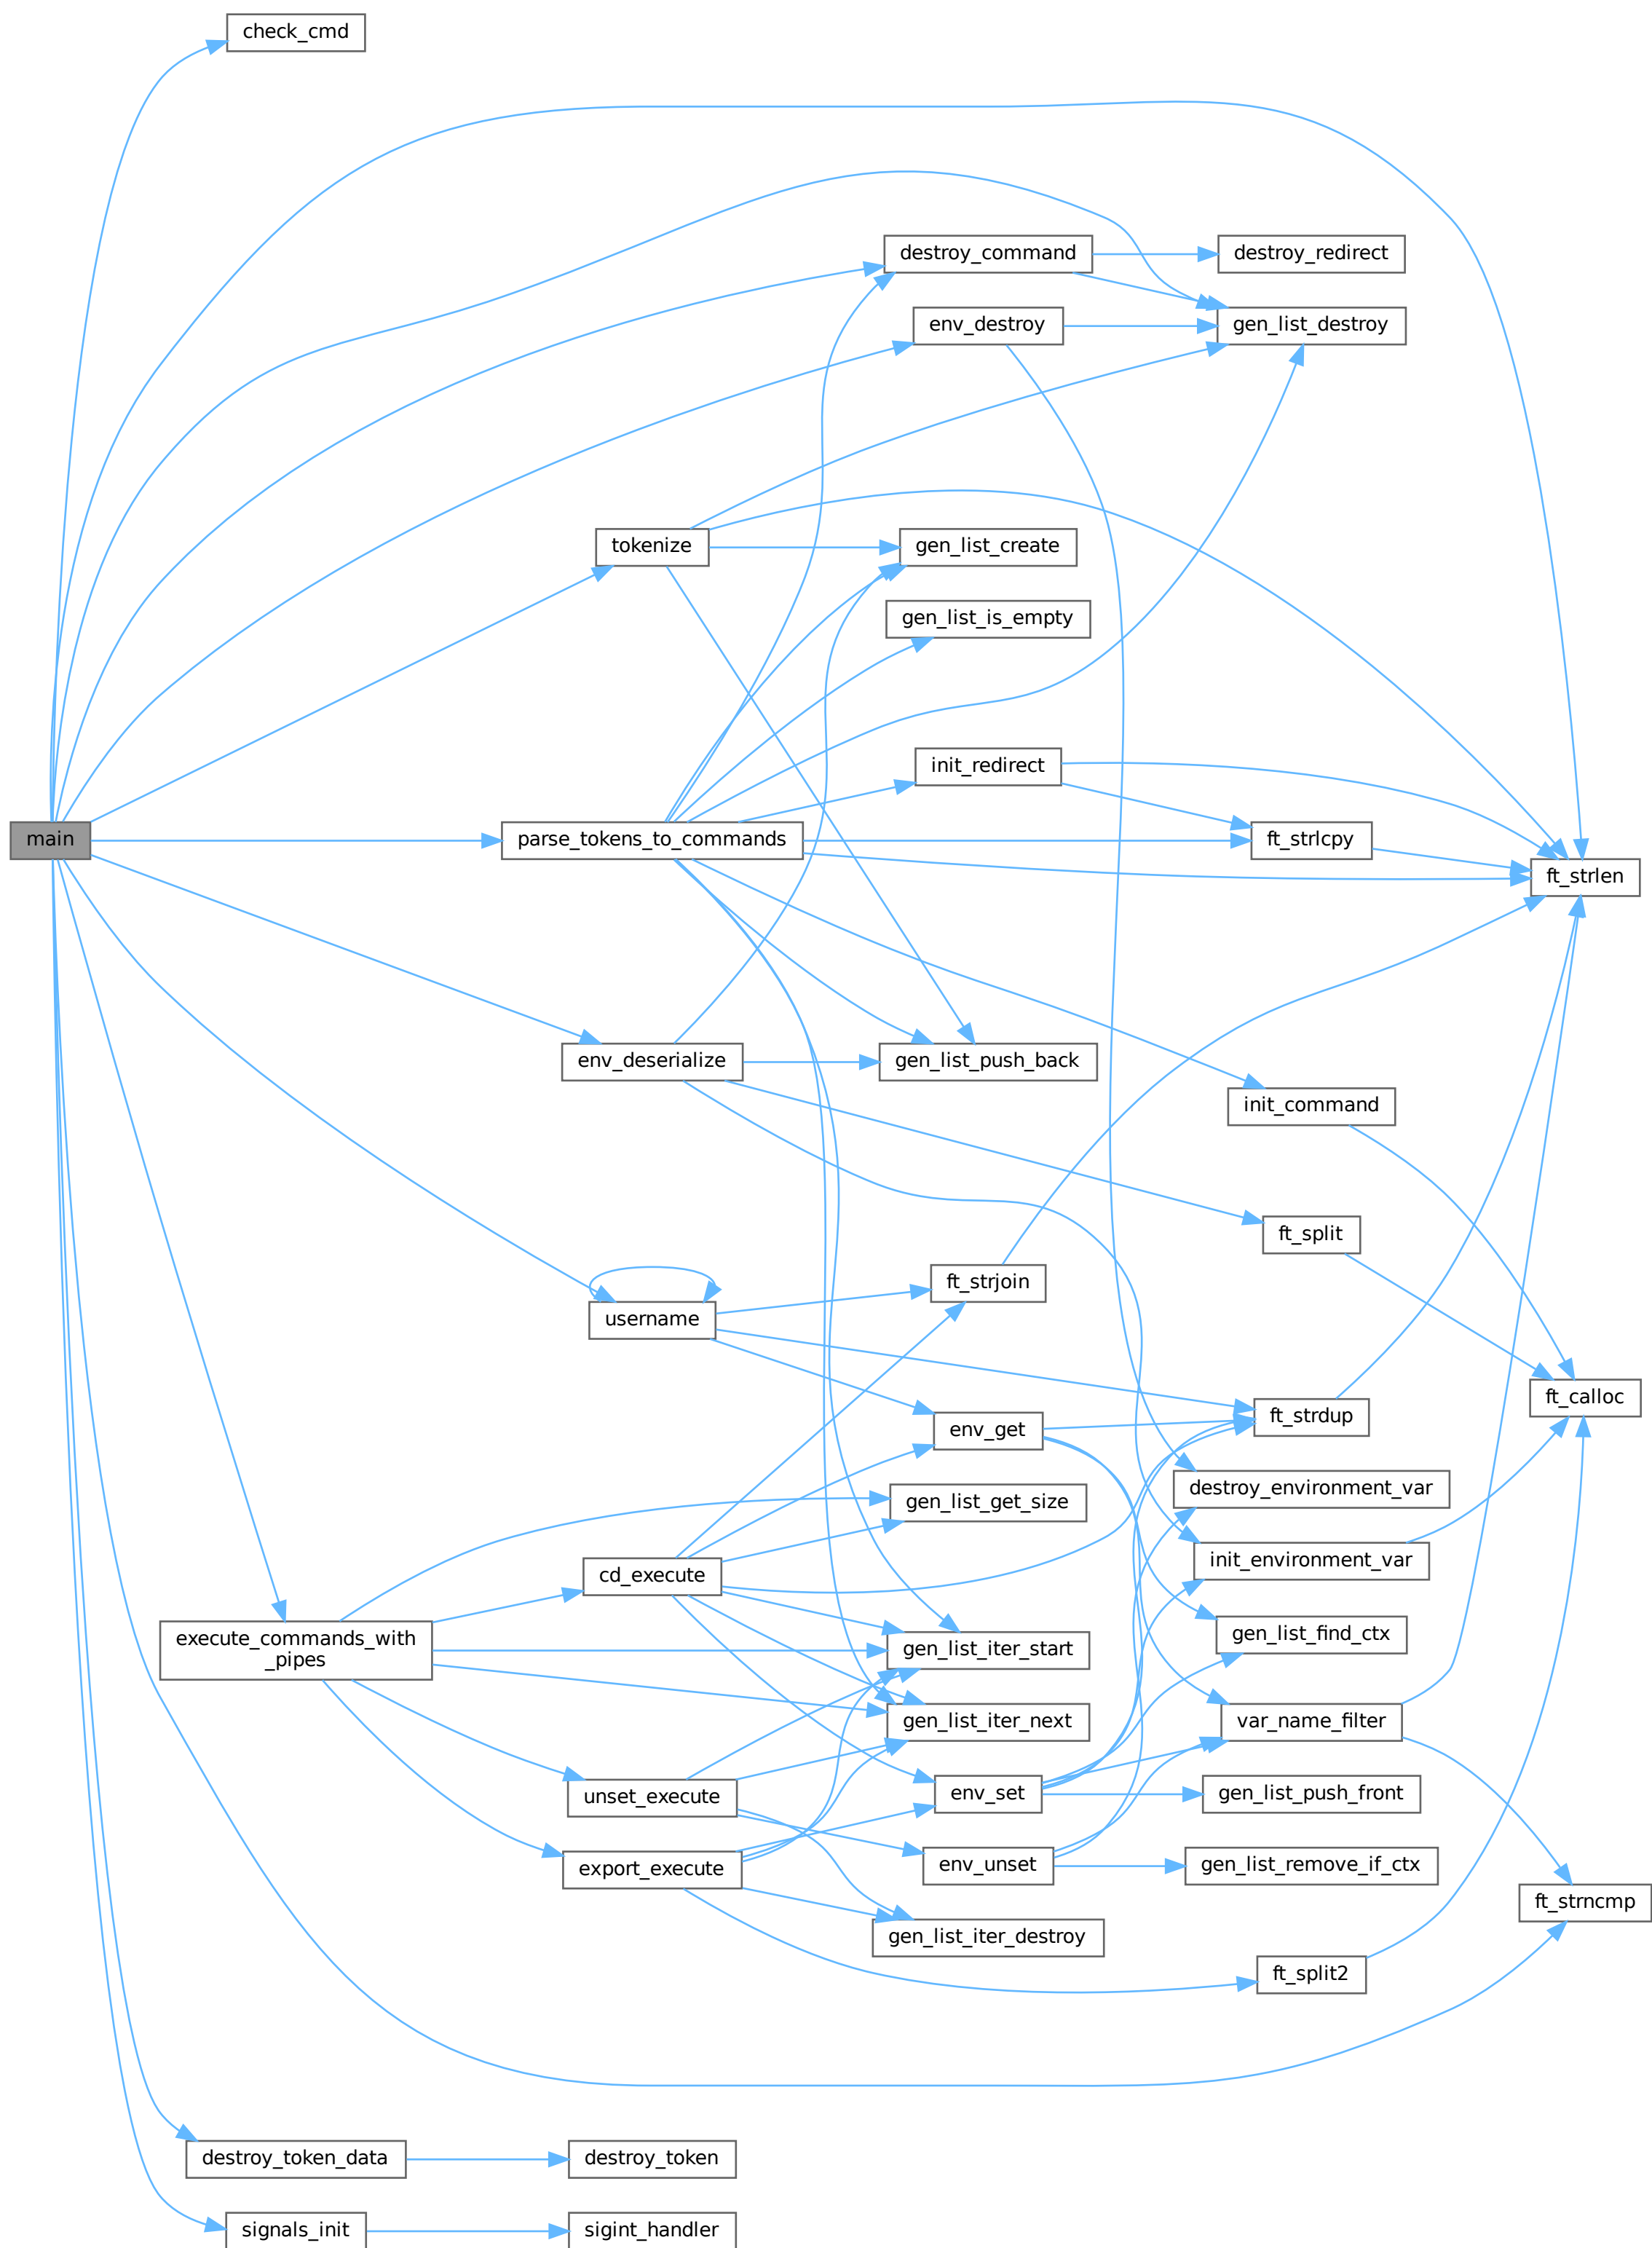 check_cmd
destroy_command
destroy_redirect
env_destroy
gen_list_destroy
tokenize
gen_list_create
gen_list_is_empty
init_redirect
main
parse_tokens_to_commands
ft_strlcpy
ft_strlen
env_deserialize
gen_list_push_back
init_command
ft_split
ft_strjoin
username
ft_calloc
ft_strdup
env_get
destroy_environment_var
gen_list_get_size
init_environment_var
cd_execute
gen_list_find_ctx
execute_commands_with
_pipes
gen_list_iter_start
gen_list_iter_next
var_name_filter
env_set
gen_list_push_front
unset_execute
env_unset
gen_list_remove_if_ctx
export_execute
ft_strncmp
gen_list_iter_destroy
ft_split2
destroy_token_data
destroy_token
signals_init
sigint_handler